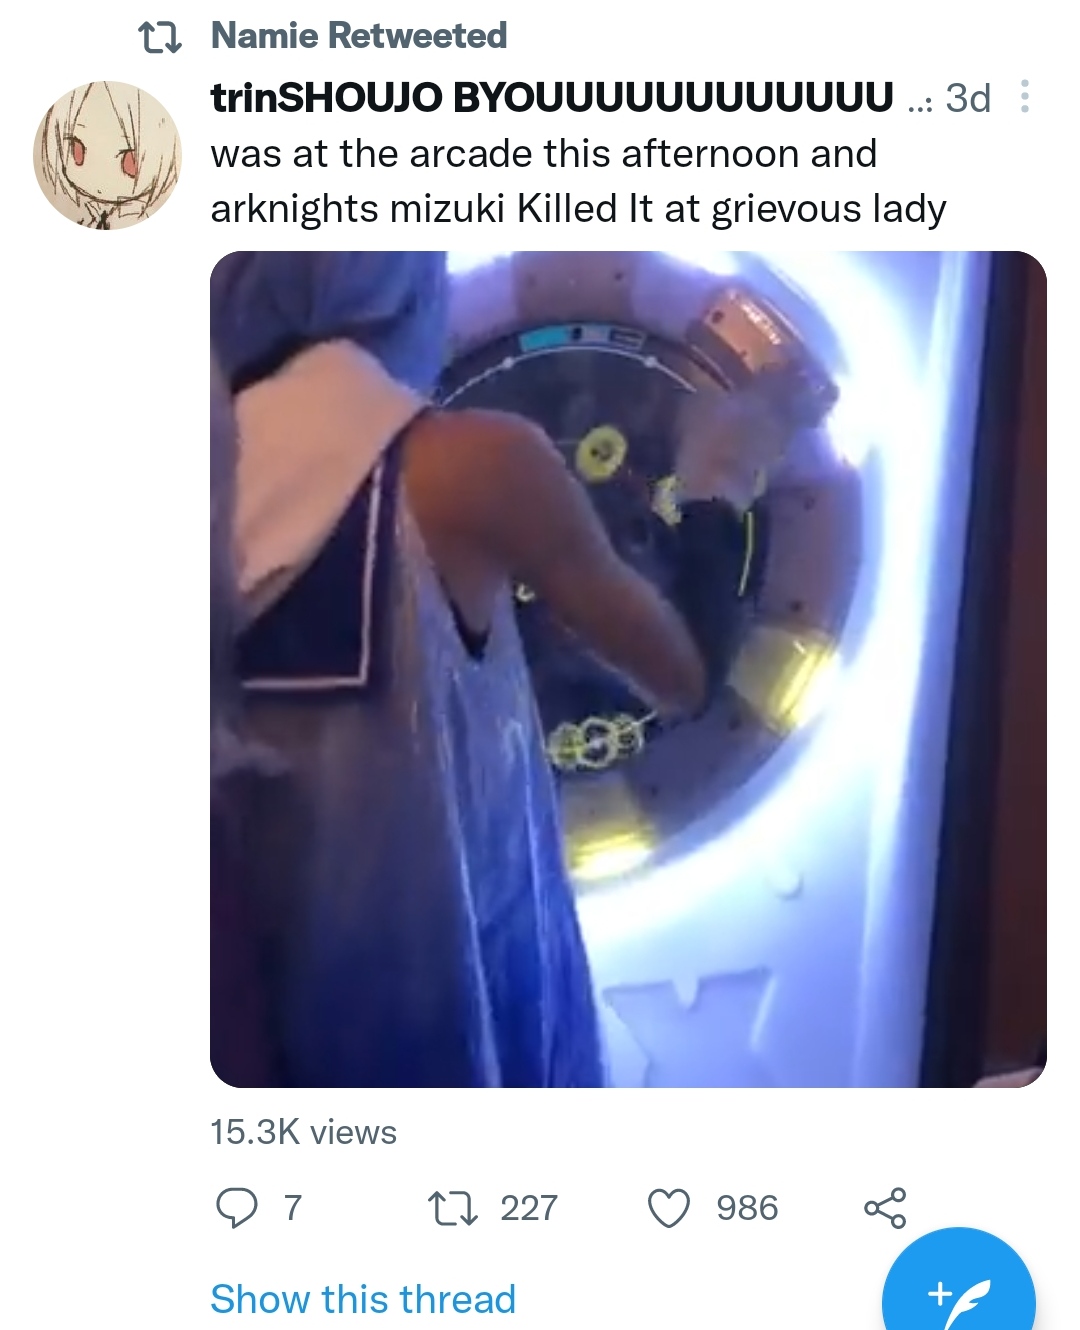 Namie Retweeted
trinSHOUJO BYOUUUUUUUUUUUU ..: 3d
was at the arcade this afternoon and
arknights mizuki Killed It at grievous lady
15.3K views
7 227 986
Show this thread